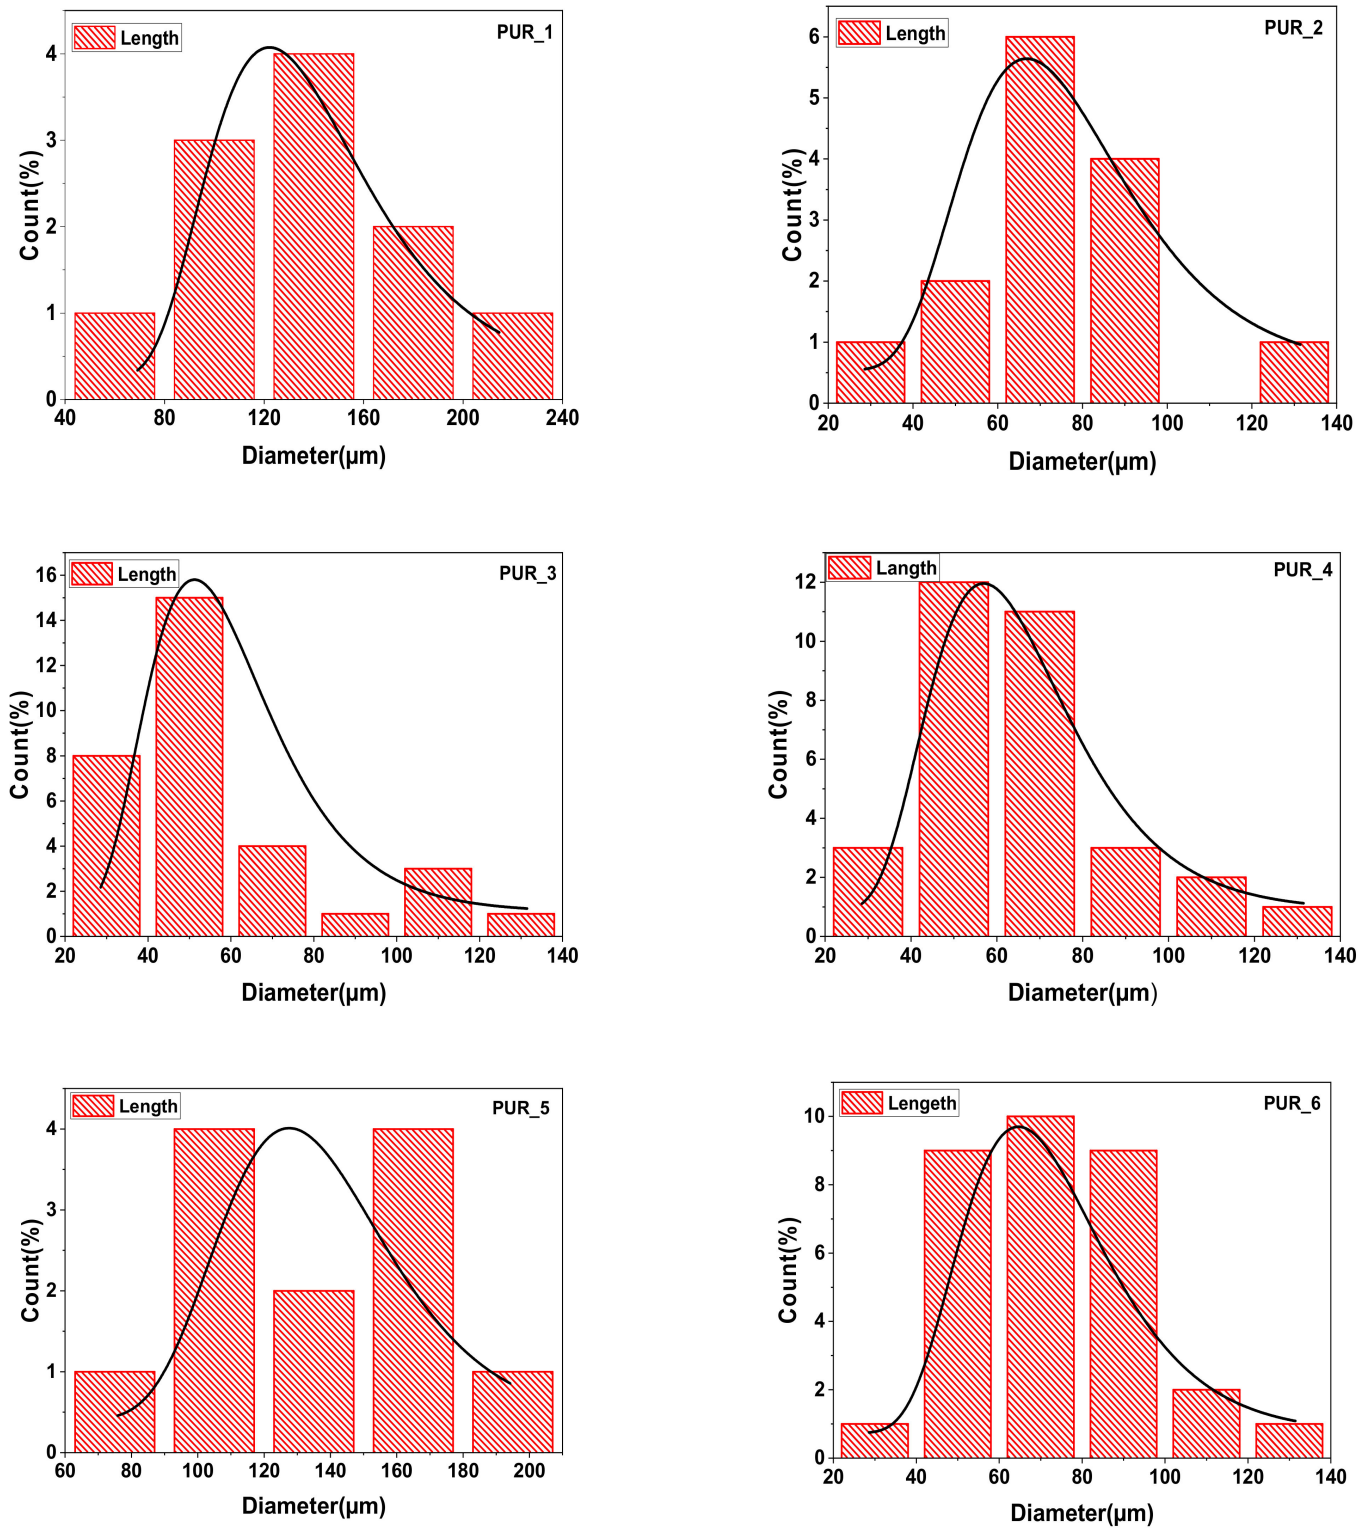 Length
PUR_1
Count(%)
4
3
2
1
0
40 80 120 160 200 240
Diameter(µm)
Length
PUR_2
Count(%)
6
5
4
3
2
1
0
20 40 60 80 100 120 140
Diameter(µm)
Length
PUR_3
Count(%)
16
14
12
10
8
6
4
2
0
20 40 60 80 100 120 140
Diameter(µm)
Langth
PUR_4
Count(%)
12
10
8
6
4
2
0
20 40 60 80 100 120 140
Diameter(µm)
Length
PUR_5
Count(%)
4
3
2
1
0
60 80 100 120 140 160 180 200
Diameter(µm)
Lengeth
PUR_6
Count(%)
10
8
6
4
2
0
20 40 60 80 100 120 140
Diameter(µm)